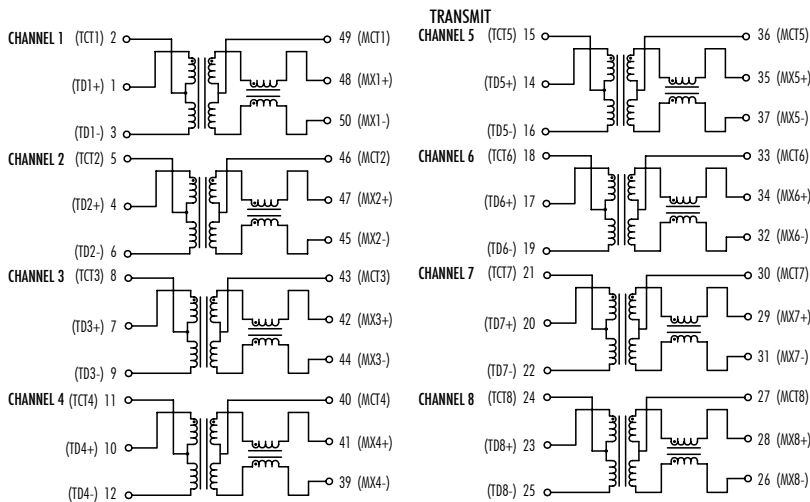 CHANNEL 1 (TCT1) 2
49 (MCT1)
(TD1+) 1
48 (MX1+)
50 (MX1-)
(TD1-) 3
CHANNEL 2 (TCT2) 5
46 (MCT2)
(TD2+) 4
47 (MX2+)
45 (MX2-)
(TD2-) 6
CHANNEL 3 (TCT3) 8
43 (MCT3)
(TD3+) 7
42 (MX3+)
44 (MX3-)
(TD3-) 9
CHANNEL 4 (TCT4) 11
40 (MCT4)
(TD4+) 10
41 (MX4+)
39 (MX4-)
(TD4-) 12
TRANSMIT
CHANNEL 5 (TCT5) 15
36 (MCT5)
(TD5+) 14
35 (MX5+)
37 (MX5-)
(TD5-) 16
CHANNEL 6 (TCT6) 18
33 (MCT6)
(TD6+) 17
34 (MX6+)
32 (MX6-)
(TD6-) 19
CHANNEL 7 (TCT7) 21
30 (MCT7)
(TD7+) 20
29 (MX7+)
31 (MX7-)
(TD7-) 22
CHANNEL 8 (TCT8) 24
27 (MCT8)
(TD8+) 23
28 (MX8+)
26 (MX8-)
(TD8-) 25